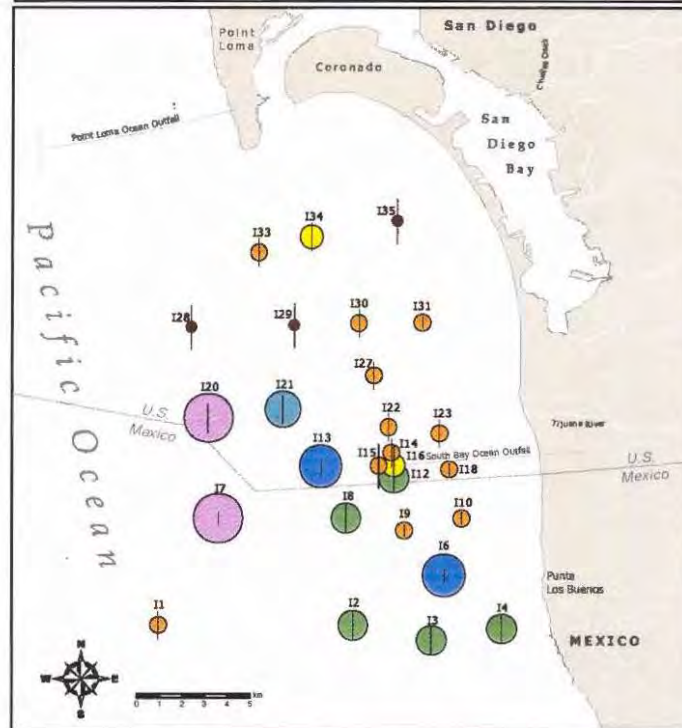 Point
Loma
San Diego
Coronado
Point Loma Ocean Outfall
San
Diego
Bay
I35
I34
I33
Pacific Ocean
I28
I29
I30
I31
I27
I20
I21
U.S.
Mexico
I22
I23
Tijuana River
I13
I14
I15
I16
South Bay Ocean Outfall
I12
I18
U.S.
Mexico
I7
I8
I9
I10
I6
Punta
Los Buenos
I1
I2
I3
I4
MEXICO
N
W E
S
0 1 2 3 4 5
km